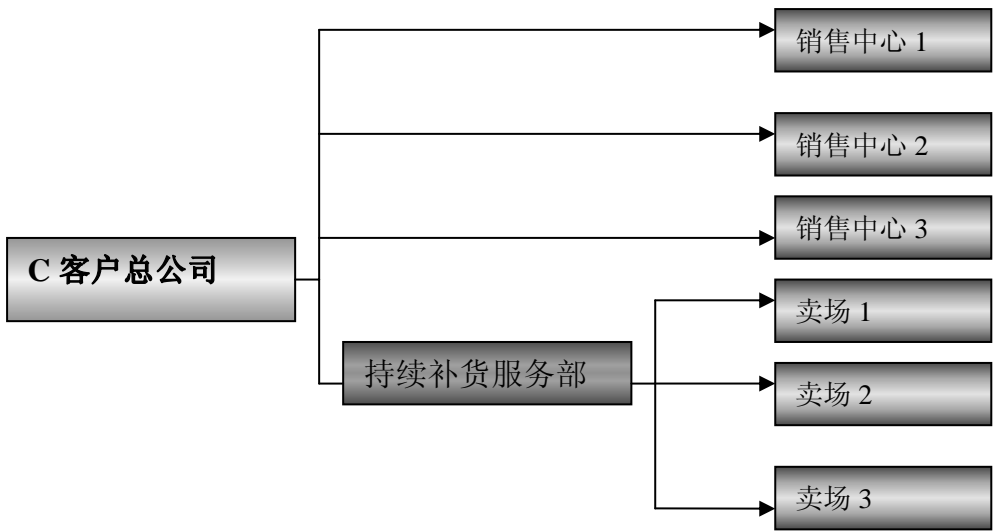 销售中心 1
销售中心 2
销售中心 3
C 客户总公司
卖场 1
持续补货服务部
卖场 2
卖场 3